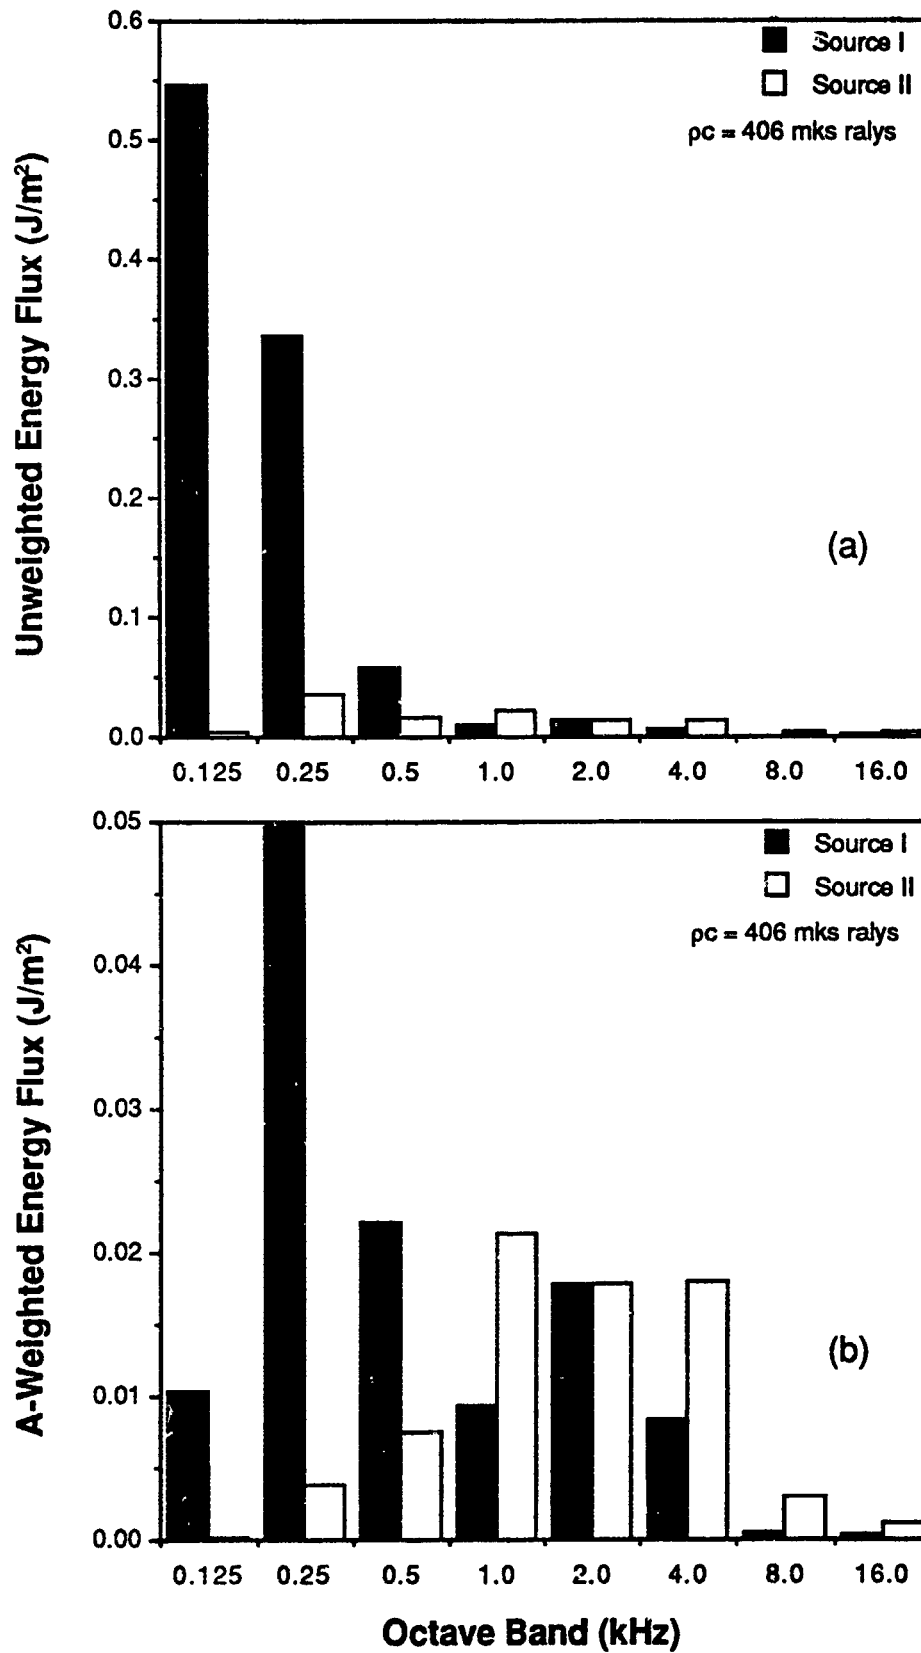 Unweighted Energy Flux (J/m²)
0.6
0.5
0.4
0.3
0.2
0.1
0.0
Source I
Source II
ρc = 406 mks ralys
(a)
0.125 0.25 0.5 1.0 2.0 4.0 8.0 16.0
A-Weighted Energy Flux (J/m²)
0.05
0.04
0.03
0.02
0.01
0.00
Source I
Source II
ρc = 406 mks ralys
(b)
0.125 0.25 0.5 1.0 2.0 4.0 8.0 16.0
Octave Band (kHz)